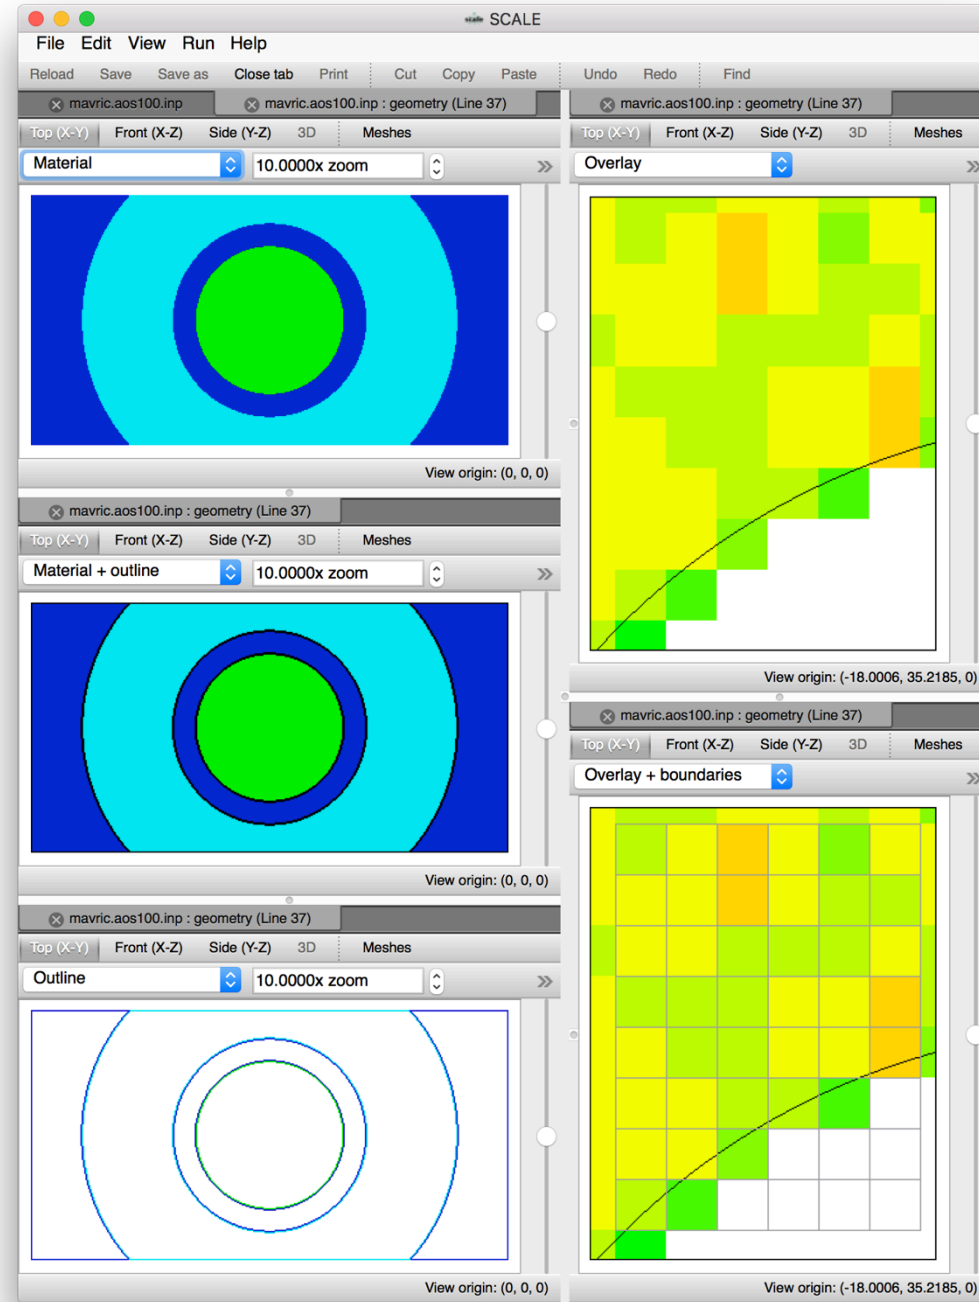 SCALE
File Edit View Run Help
Reload Save Save as Close tab Print Cut Copy Paste Undo Redo Find
mavric.aos100.inp mavric.aos100.inp : geometry (Line 37)
Top (X-Y) Front (X-Z) Side (Y-Z) 3D Meshes
Material 10.0000x zoom »
View origin: (0, 0, 0)
mavric.aos100.inp : geometry (Line 37)
Top (X-Y) Front (X-Z) Side (Y-Z) 3D Meshes
Material + outline 10.0000x zoom »
View origin: (0, 0, 0)
mavric.aos100.inp : geometry (Line 37)
Top (X-Y) Front (X-Z) Side (Y-Z) 3D Meshes
Outline 10.0000x zoom »
View origin: (0, 0, 0)
mavric.aos100.inp : geometry (Line 37)
Top (X-Y) Front (X-Z) Side (Y-Z) 3D Meshes
Overlay »
View origin: (-18.0006, 35.2185, 0)
mavric.aos100.inp : geometry (Line 37)
Top (X-Y) Front (X-Z) Side (Y-Z) 3D Meshes
Overlay + boundaries »
View origin: (-18.0006, 35.2185, 0)